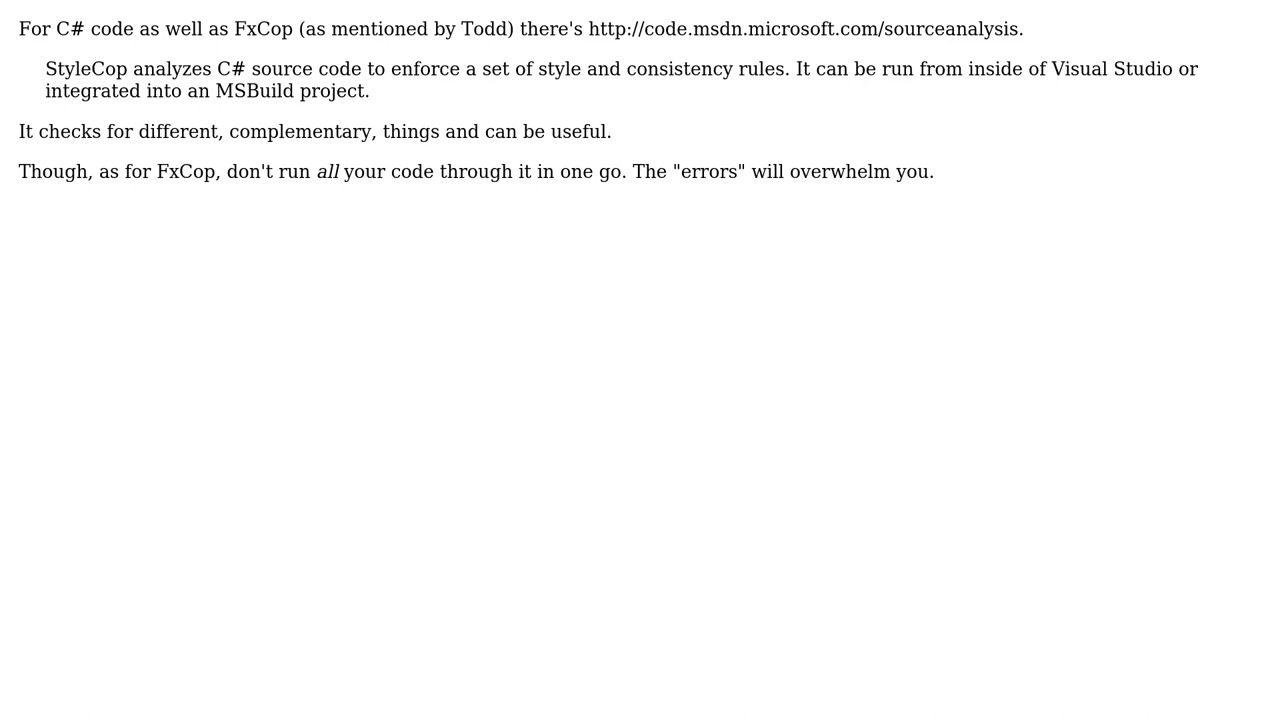 For C# code as well as FxCop (as mentioned by Todd) there's http://code.msdn.microsoft.com/sourceanalysis.
StyleCop analyzes C# source code to enforce a set of style and consistency rules. It can be run from inside of Visual Studio or
integrated into an MSBuild project.
It checks for different, complementary, things and can be useful.
Though, as for FxCop, don't run all your code through it in one go. The "errors" will overwhelm you.